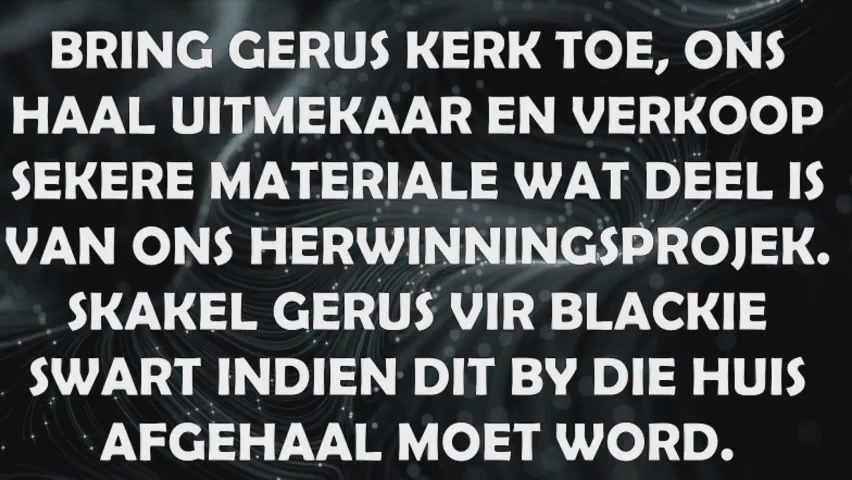 BRING GERUS KERK TOE, ONS
HAAL UITMEKAAR EN VERKOOP
SEKERE MATERIALE WAT DEEL IS
VAN ONS HERWINNINGSPROJEK.
SKAKEL GERUS VIR BLACKIE
SWART INDIEN DIT BY DIE HUIS
AFGEHAAL MOET WORD.